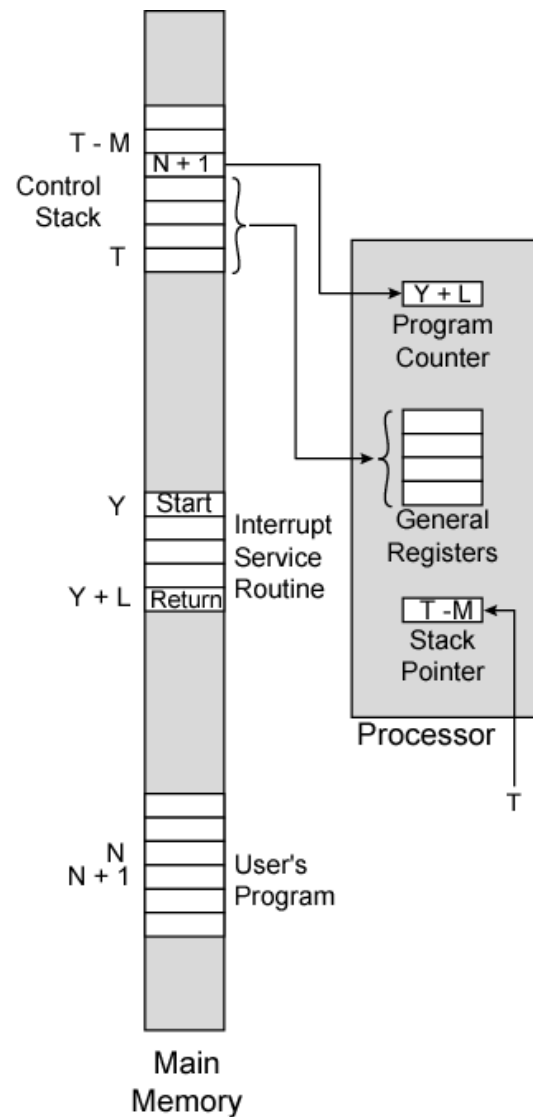 T - M
N + 1
Control
Stack
T
Y + L
Program
Counter
Y
Start
Interrupt
Service
Routine
General
Registers
Y + L
Return
T -M
Stack
Pointer
Processor
T
N
N + 1
User's
Program
Main
Memory